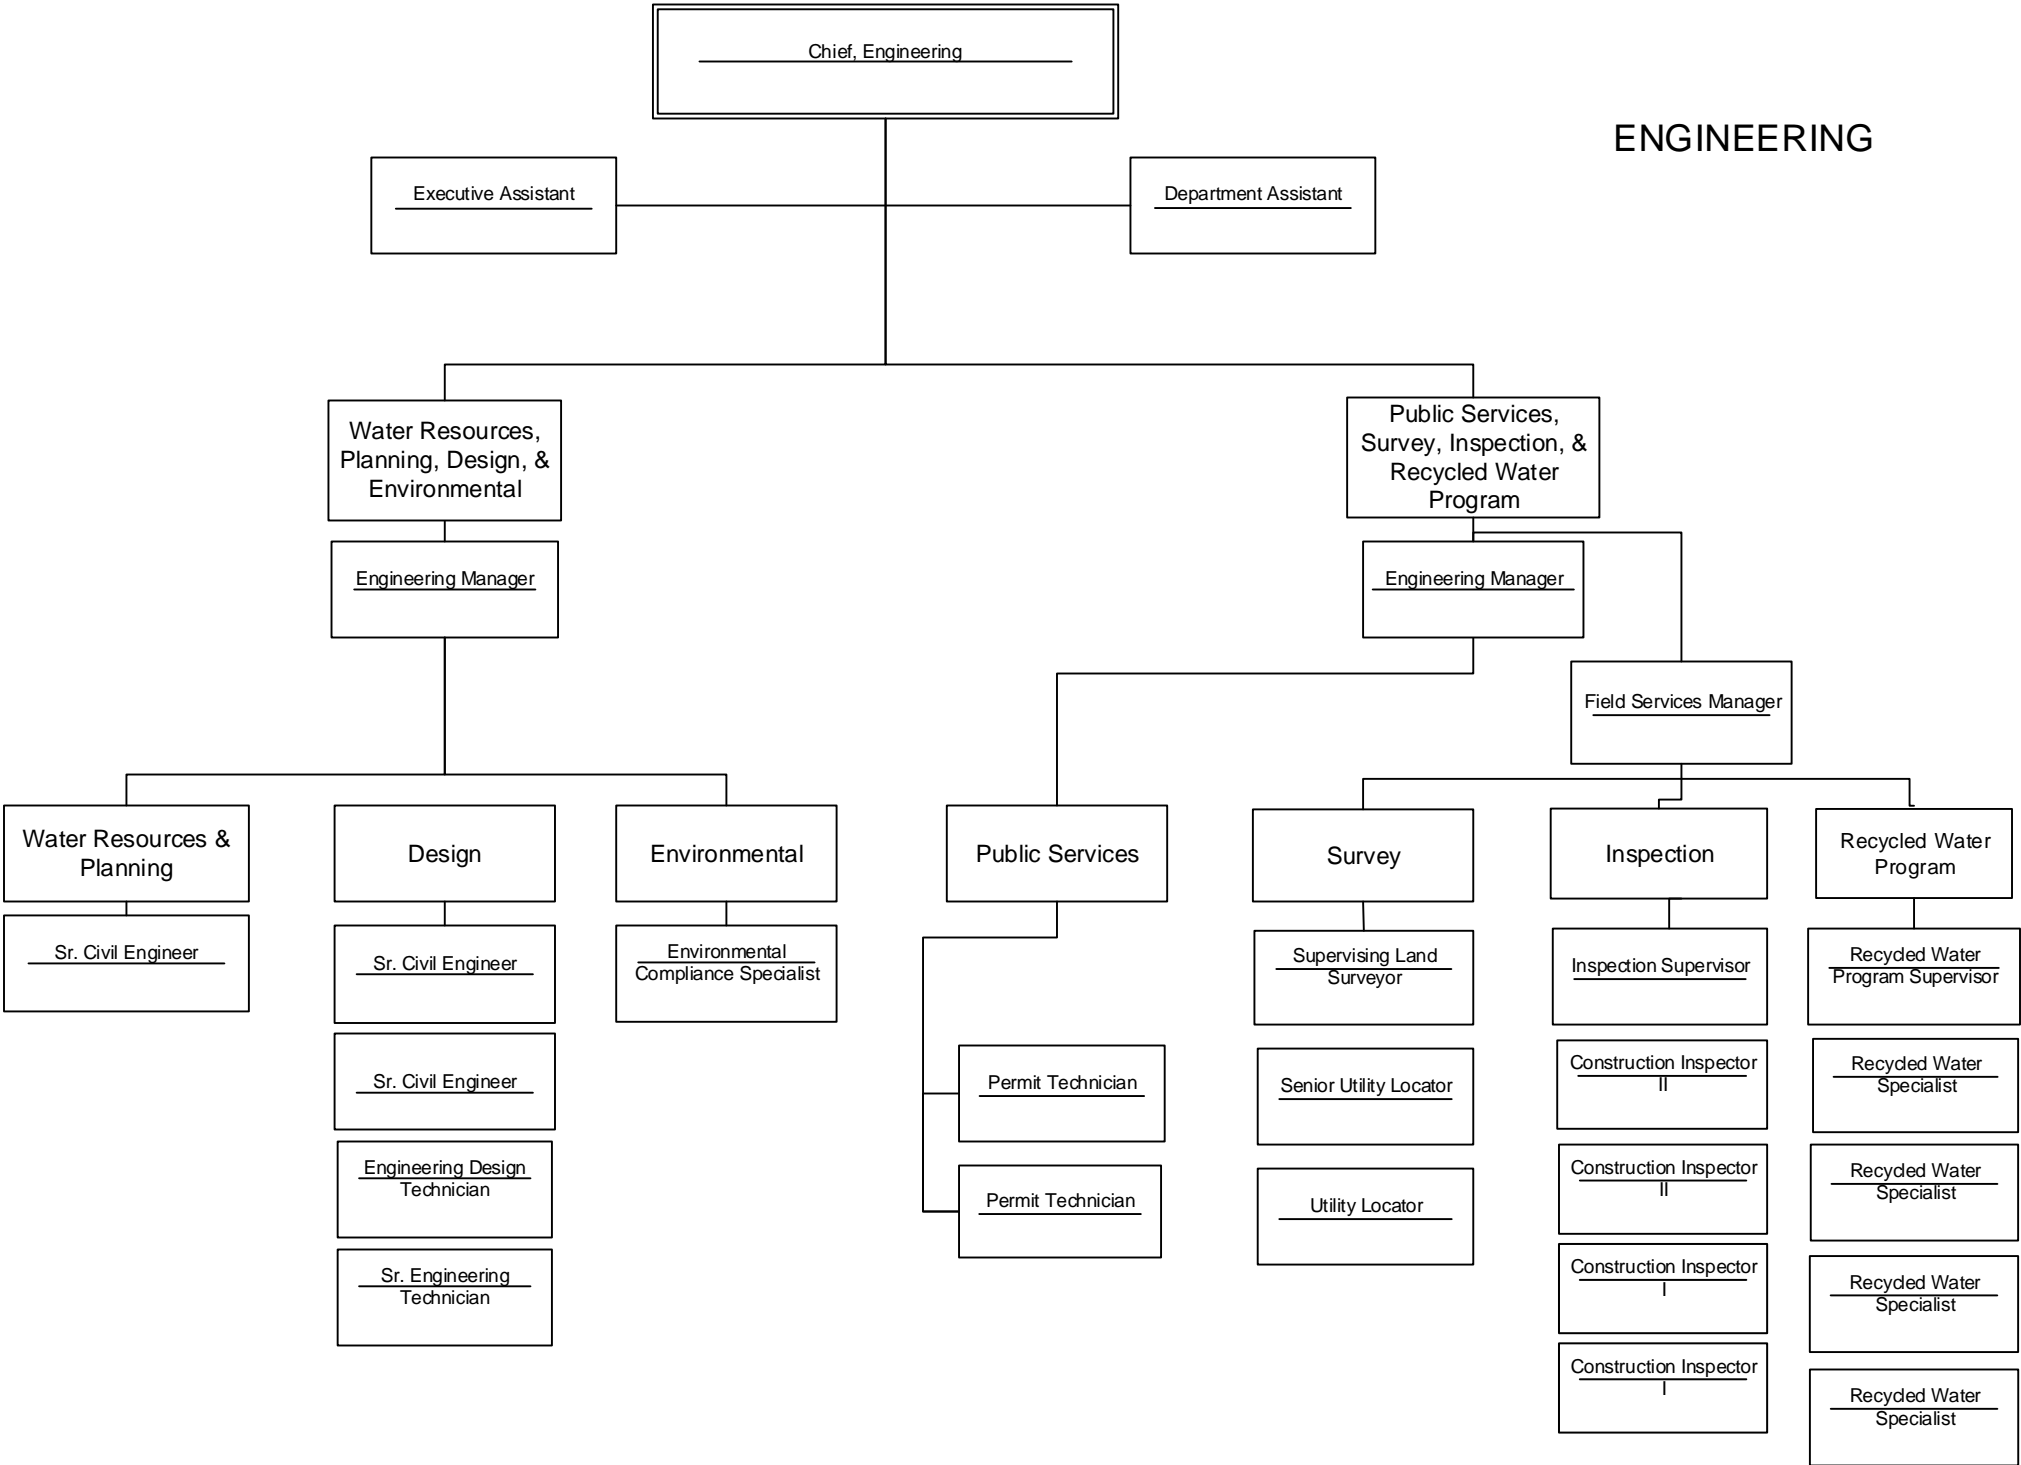 Chief, Engineering
ENGINEERING
Executive Assistant
Department Assistant
Water Resources,
Planning, Design, &
Environmental
Public Services,
Survey, Inspection, &
Recycled Water
Program
Engineering Manager
Engineering Manager
Field Services Manager
Water Resources &
Planning
Design
Environmental
Public Services
Survey
Inspection
Recycled Water
Program
Sr. Civil Engineer
Sr. Civil Engineer
Sr. Civil Engineer
Engineering Design
Technician
Sr. Engineering
Technician
Environmental
Compliance Specialist
Permit Technician
Permit Technician
Supervising Land
Surveyor
Senior Utility Locator
Utility Locator
Inspection Supervisor
Construction Inspector
II
Construction Inspector
II
Construction Inspector
I
Construction Inspector
I
Recycled Water
Program Supervisor
Recycled Water
Specialist
Recycled Water
Specialist
Recycled Water
Specialist
Recycled Water
Specialist